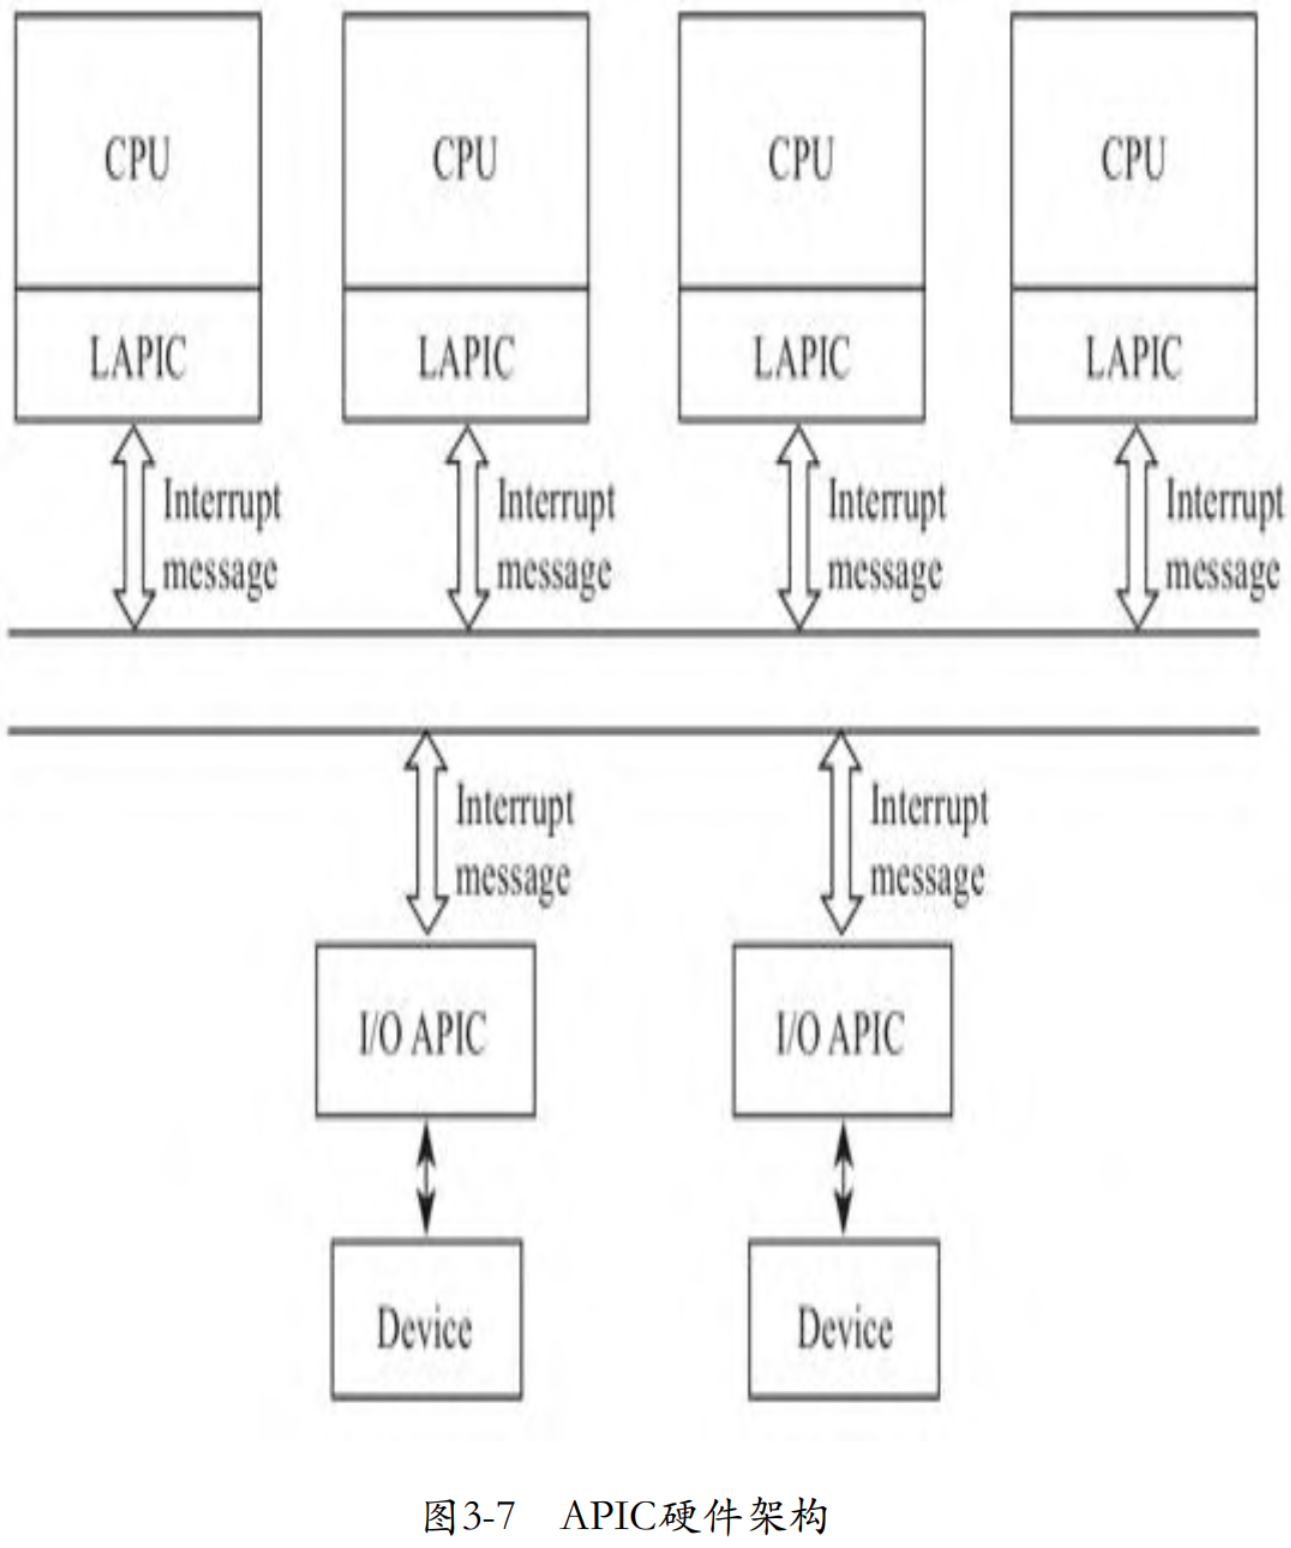 CPU CPU CPU CPU
LAPIC LAPIC LAPIC LAPIC
Interrupt Interrupt Interrupt Interrupt
message message message message
Interrupt Interrupt
message message
I/O APIC I/O APIC
Device Device
图3-7 APIC硬件架构